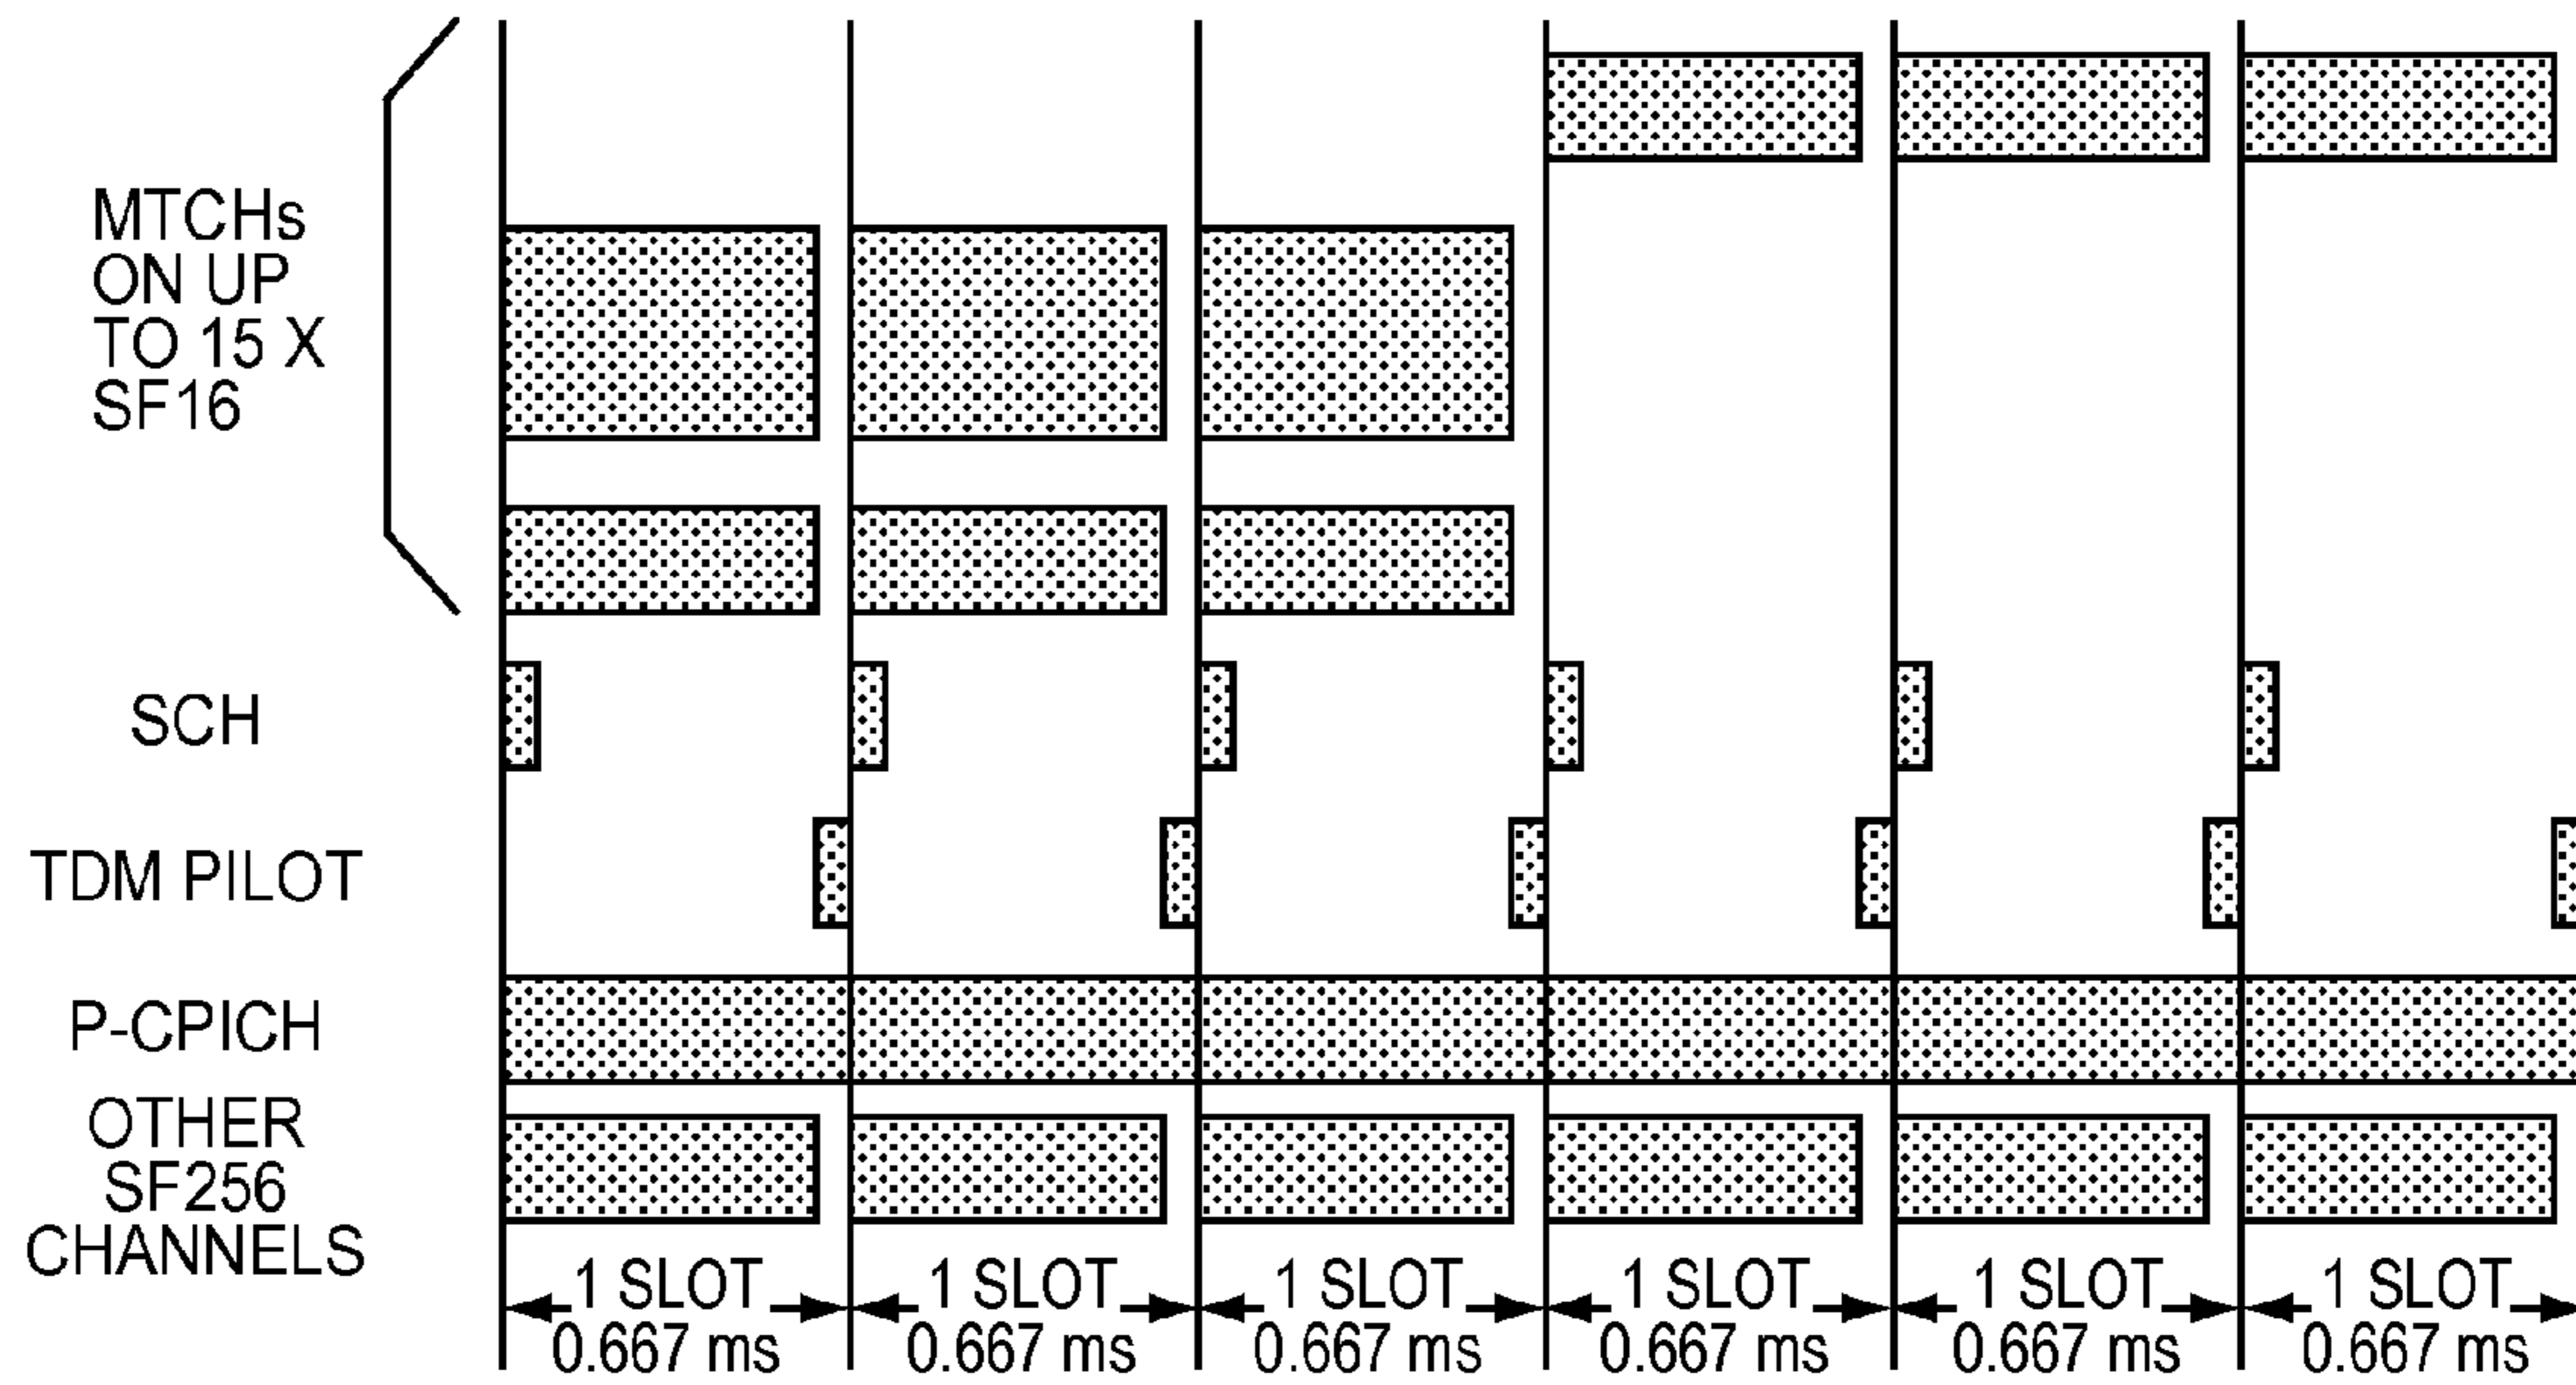 MTCHs
ON UP
TO 15 X
SF16
SCH
TDM PILOT
P-CPICH
OTHER
SF256
CHANNELS
1 SLOT 1 SLOT 1 SLOT 1 SLOT 1 SLOT 1 SLOT
0.667 ms 0.667 ms 0.667 ms 0.667 ms 0.667 ms 0.667 ms